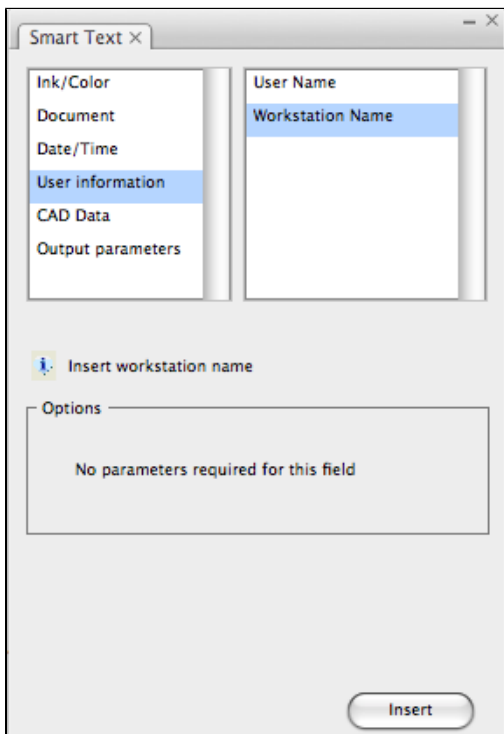 Smart Text ×
Ink/Color
Document
Date/Time
User information
CAD Data
Output parameters
User Name
Workstation Name
Insert workstation name
Options
No parameters required for this field
Insert